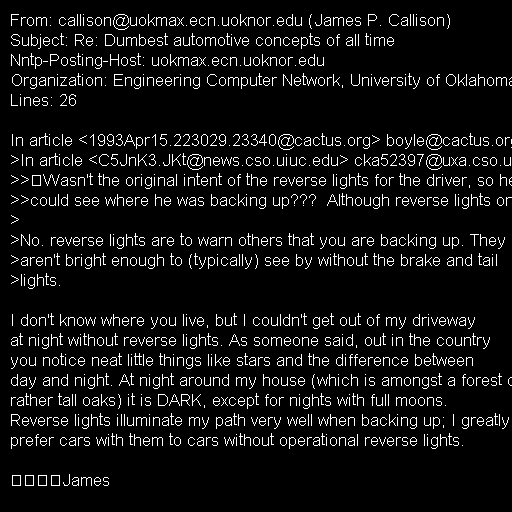 From: callison@uokmax.ecn.uoknor.edu (James P. Callison)
Subject: Re: Dumbest automotive concepts of all time
Nntp-Posting-Host: uokmax.ecn.uoknor.edu
Organization: Engineering Computer Network, University of Oklahoma
Lines: 26

In article <1993Apr15.223029.23340@cactus.org> boyle@cactus.org
>In article <C5JnK3.JKt@news.cso.uiuc.edu> cka52397@uxa.cso.u
>>Wasn't the original intent of the reverse lights for the driver, so he
>>could see where he was backing up???  Although reverse lights on
>
>No. reverse lights are to warn others that you are backing up. They
>aren't bright enough to (typically) see by without the brake and tail
>lights.

I don't know where you live, but I couldn't get out of my driveway
at night without reverse lights. As someone said, out in the country
you notice neat little things like stars and the difference between
day and night. At night around my house (which is amongst a forest o
rather tall oaks) it is DARK, except for nights with full moons.
Reverse lights illuminate my path very well when backing up; I greatly
prefer cars with them to cars without operational reverse lights.

James